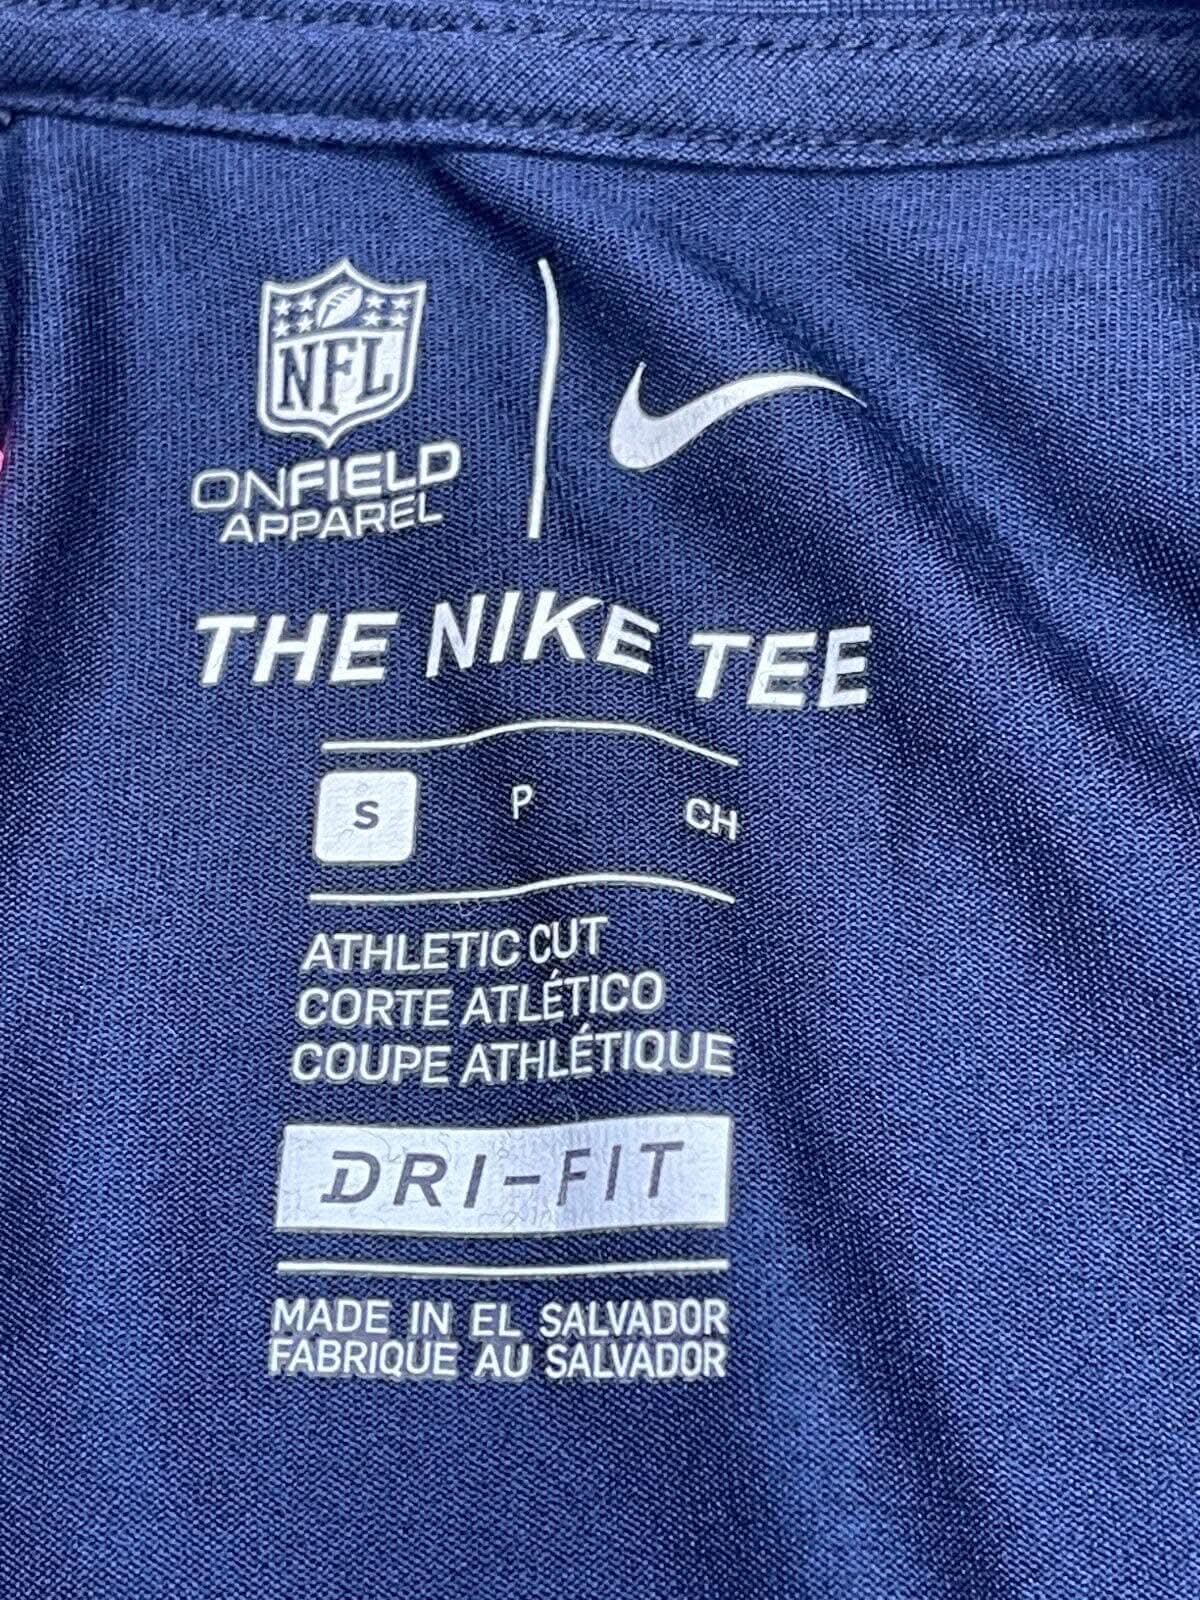 NFL
ONFIELD
APPAREL
THE NIKE TEE
S P CH
ATHLETIC CUT
CORTE ATLÉTICO
COUPE ATHLÉTIQUE
DRI-FIT
MADE IN EL SALVADOR
FABRIQUE AU SALVADOR